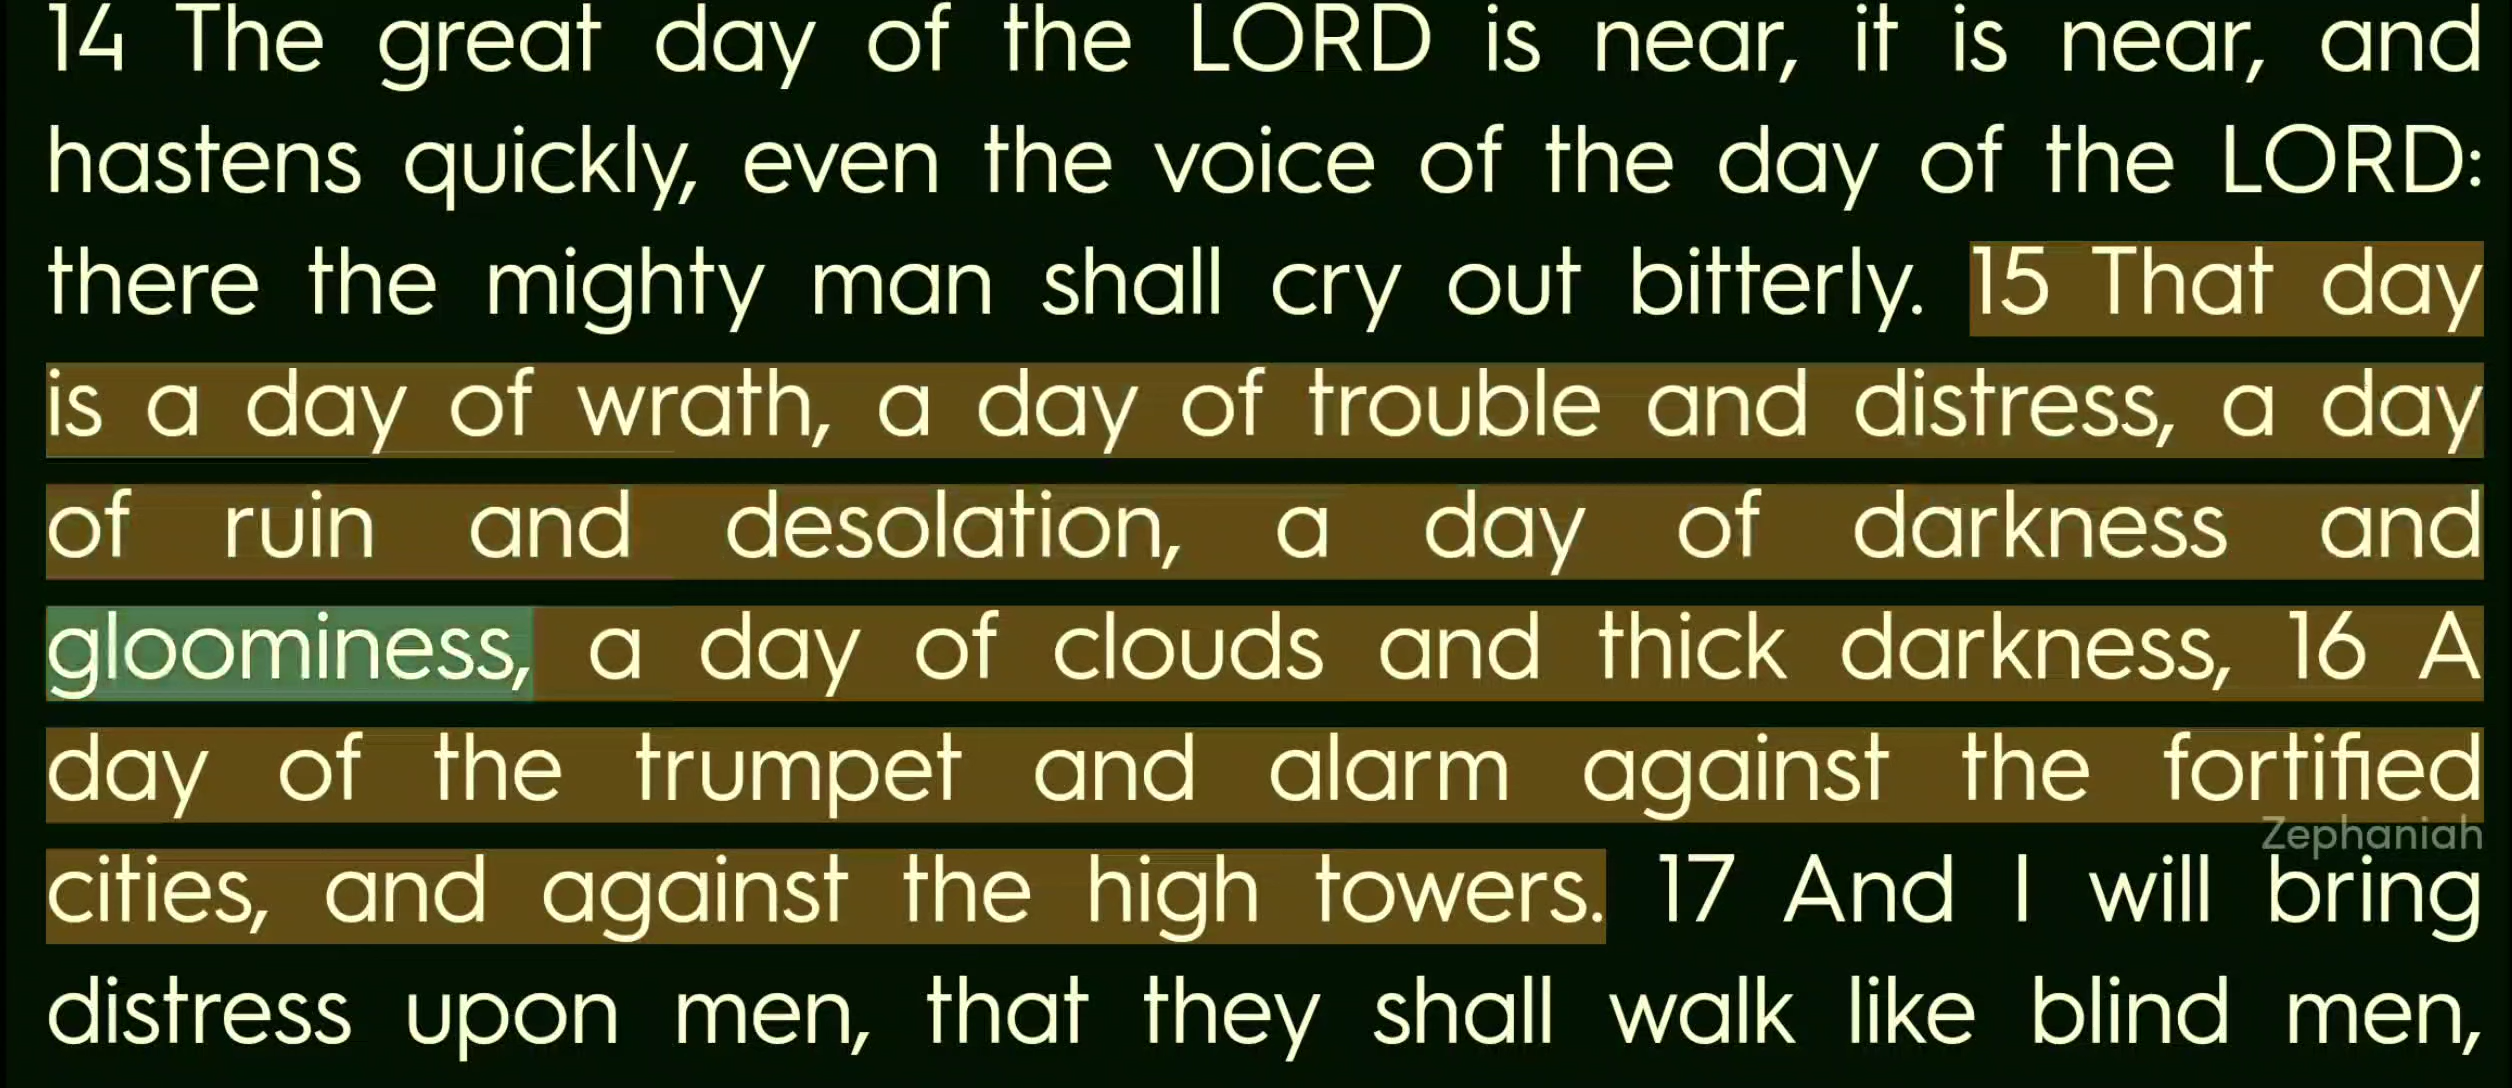 14 The great day of the LORD is near, it is near, and
hastens quickly, even the voice of the day of the LORD:
there the mighty man shall cry out bitterly. 15 That day
is a day of wrath, a day of trouble and distress, a day
of ruin and desolation, a day of darkness and
gloominess, a day of clouds and thick darkness, 16 A
day of the trumpet and alarm against the fortified
Zephaniah
cities, and against the high towers. 17 And I will bring
distress upon men, that they shall walk like blind men,